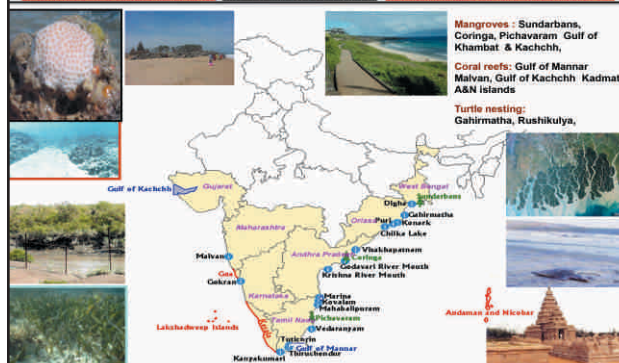 Mangroves : Sundarbans,
Coringa, Pichavaram Gulf of
Khambat & Kachchh,
Coral reefs: Gulf of Mannar
Malvan, Gulf of Kachchh Kadmat
A&N islands
Turtle nesting:
Gahirmatha, Rushikulya,
Gulf of Kachchh
Gujarat
West Bengal
Sundarbans
Digha
Gahirmatha
Orissa
Puri
Konark
Chilka Lake
Maharashtra
Visakhapatnam
Andhra Pradesh
Coringa
Godavari River Mouth
Krishna River Mouth
Malvan
Goa
Gokran
Karnataka
Marina
Kovalam
Mahabalipuram
Pichavaram
Tamil Nadu
Vedaranyam
Lakshadweep Islands
Kerala
Tuticorin
Gulf of Mannar
Thiruchendur
Kanyakumari
Andaman and Nicobar